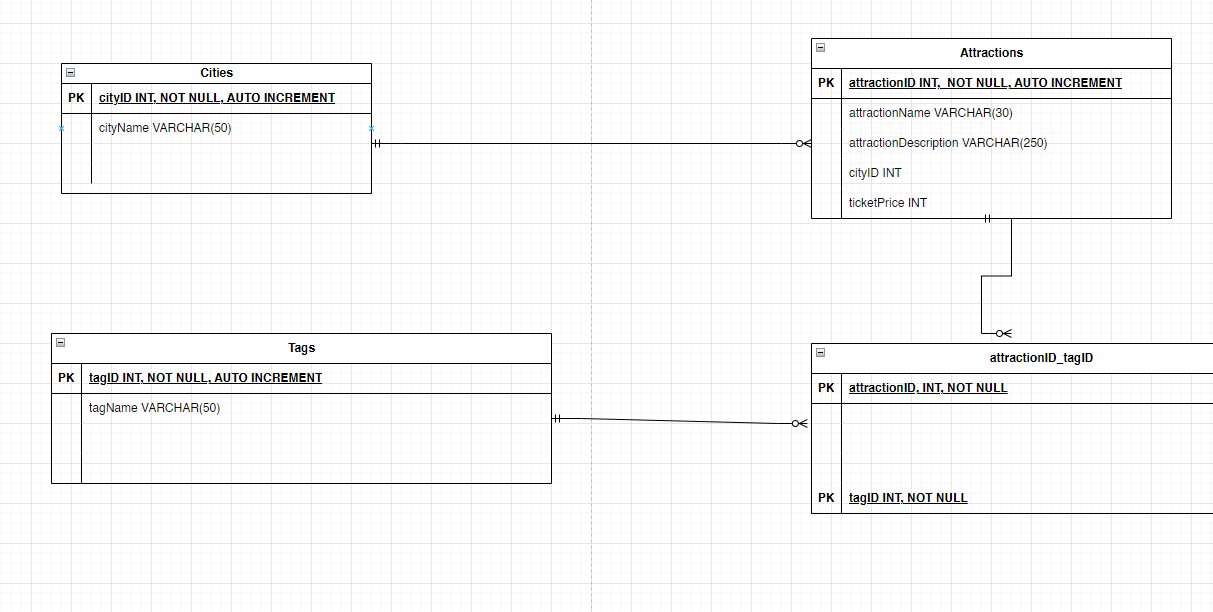 Cities
PK cityID INT, NOT NULL, AUTO INCREMENT
cityName VARCHAR(50)
Attractions
PK attractionID INT, NOT NULL, AUTO INCREMENT
attractionName VARCHAR(30)
attractionDescription VARCHAR(250)
cityID INT
ticketPrice INT
Tags
PK tagID INT, NOT NULL, AUTO INCREMENT
tagName VARCHAR(50)
attractionID_tagID
PK attractionID, INT, NOT NULL
PK tagID INT, NOT NULL